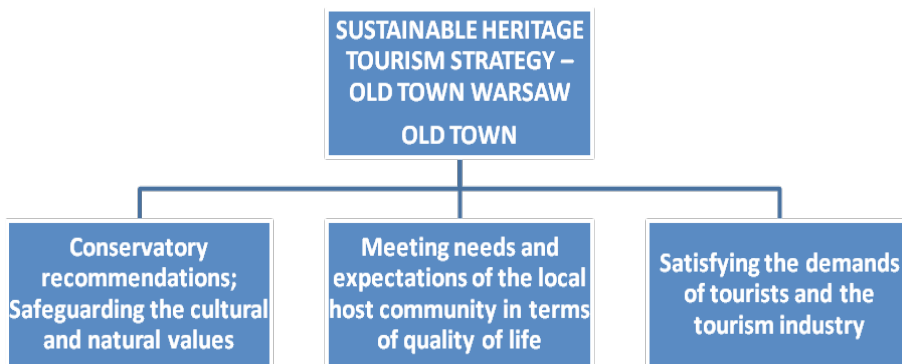 SUSTAINABLE HERITAGE
TOURISM STRATEGY –
OLD TOWN WARSAW
OLD TOWN
Conservatory
recommendations;
Safeguarding the cultural
and natural values
Meeting needs and
expectations of the local
host community in terms
of quality of life
Satisfying the demands
of tourists and the
tourism industry